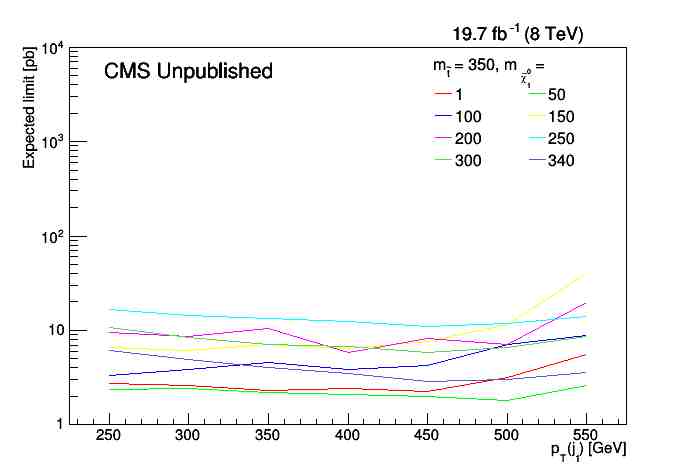 19.7 fb⁻¹ (8 TeV)
Expected limit [pb]
10⁴
10³
10²
10
1
CMS Unpublished
m_t̃ = 350, m_χ̃₁⁰ =
1 50
100 150
200 250
300 340
250 300 350 400 450 500 550
p_T(j₁) [GeV]